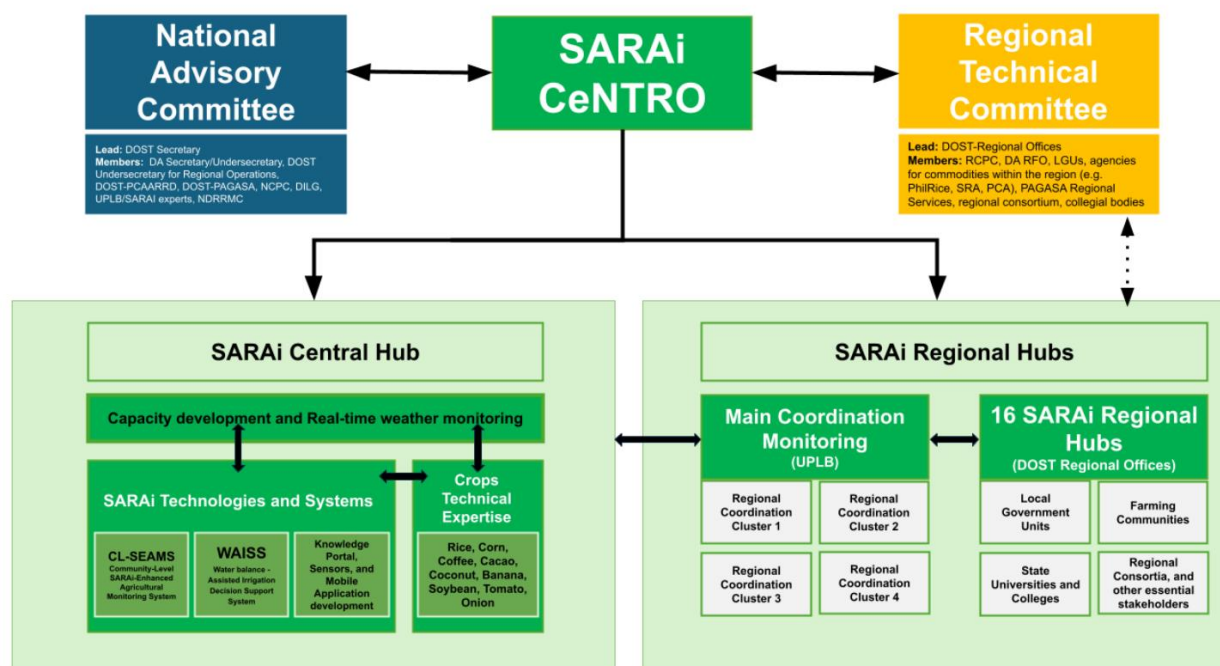 National
Advisory
Committee
Lead: DOST Secretary
Members: DA Secretary/Undersecretary, DOST
Undersecretary for Regional Operations,
DOST-PCAARRD, DOST-PAGASA, NCPC, DILG,
UPLB/SARAI experts, NDRRMC
SARAi
CeNTRO
Regional
Technical
Committee
Lead: DOST-Regional Offices
Members: RCPC, DA RFO, LGUs, agencies
for commodities within the region (e.g.
PhilRice, SRA, PCA), PAGASA Regional
Services, regional consortium, collegial bodies
SARAi Central Hub
Capacity development and Real-time weather monitoring
SARAi Technologies and Systems
CL-SEAMS
Community-Level
SARAi-Enhanced
Agricultural
Monitoring System
WAISS
Water balance -
Assisted Irrigation
Decision Support
System
Knowledge
Portal,
Sensors, and
Mobile
Application
development
Crops
Technical
Expertise
Rice, Corn,
Coffee, Cacao,
Coconut, Banana,
Soybean, Tomato,
Onion
SARAi Regional Hubs
Main Coordination
Monitoring
(UPLB)
Regional
Coordination
Cluster 1
Regional
Coordination
Cluster 2
Regional
Coordination
Cluster 3
Regional
Coordination
Cluster 4
16 SARAi Regional
Hubs
(DOST Regional Offices)
Local
Government
Units
Farming
Communities
State
Universities and
Colleges
Regional
Consortia, and
other essential
stakeholders